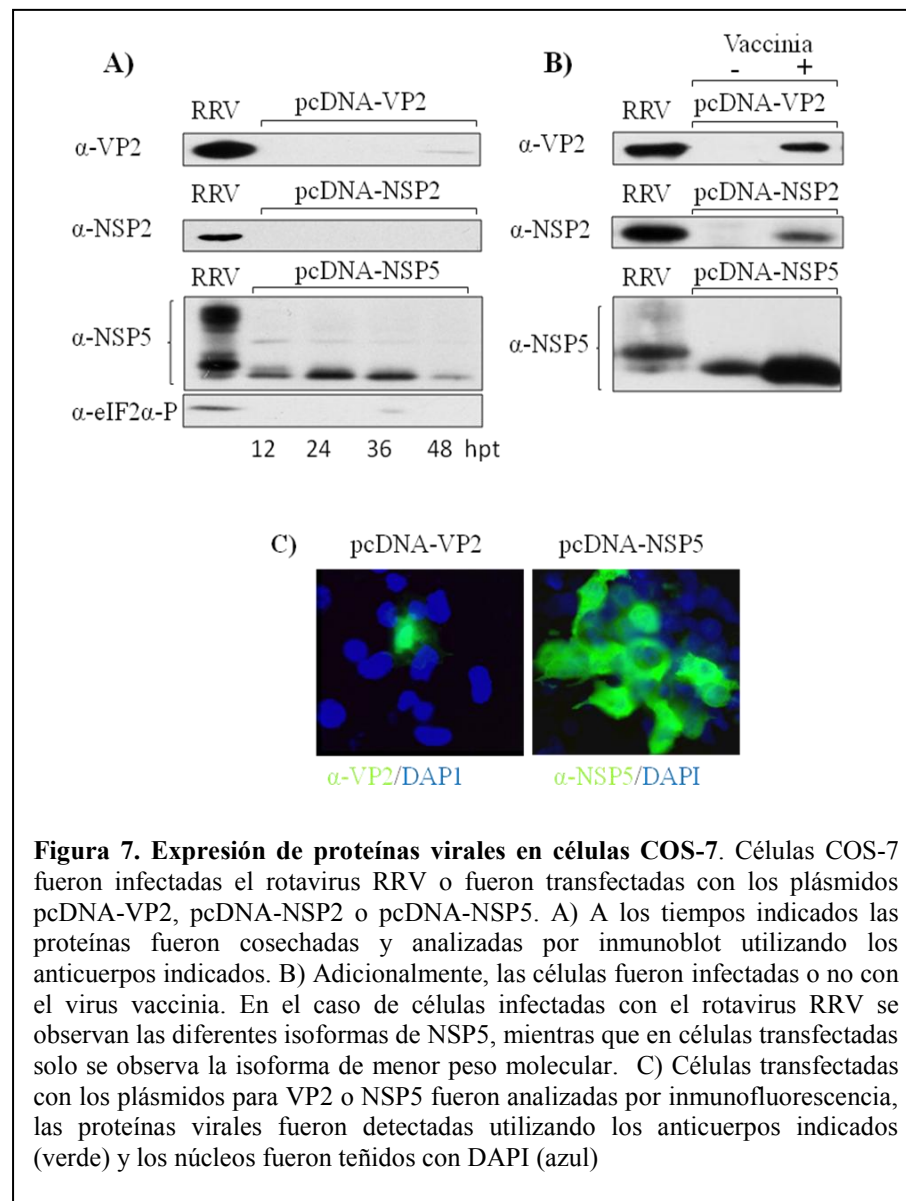 A)
RRV
pcDNA-VP2
α-VP2
RRV
pcDNA-NSP2
α-NSP2
RRV
pcDNA-NSP5
α-NSP5
α-eIF2α-P
12 24 36 48 hpt
B)
Vaccinia
- +
RRV
pcDNA-VP2
α-VP2
RRV
pcDNA-NSP2
α-NSP2
RRV
pcDNA-NSP5
α-NSP5
C)
pcDNA-VP2
pcDNA-NSP5
α-VP2/DAP1
α-NSP5/DAPI
Figura 7. Expresión de proteínas virales en células COS-7. Células COS-7
fueron infectadas el rotavirus RRV o fueron transfectadas con los plásmidos
pcDNA-VP2, pcDNA-NSP2 o pcDNA-NSP5. A) A los tiempos indicados las
proteínas fueron cosechadas y analizadas por inmunoblot utilizando los
anticuerpos indicados. B) Adicionalmente, las células fueron infectadas o no con
el virus vaccinia. En el caso de células infectadas con el rotavirus RRV se
observan las diferentes isoformas de NSP5, mientras que en células transfectadas
solo se observa la isoforma de menor peso molecular. C) Células transfectadas
con los plásmidos para VP2 o NSP5 fueron analizadas por inmunofluorescencia,
las proteínas virales fueron detectadas utilizando los anticuerpos indicados
(verde) y los núcleos fueron teñidos con DAPI (azul)